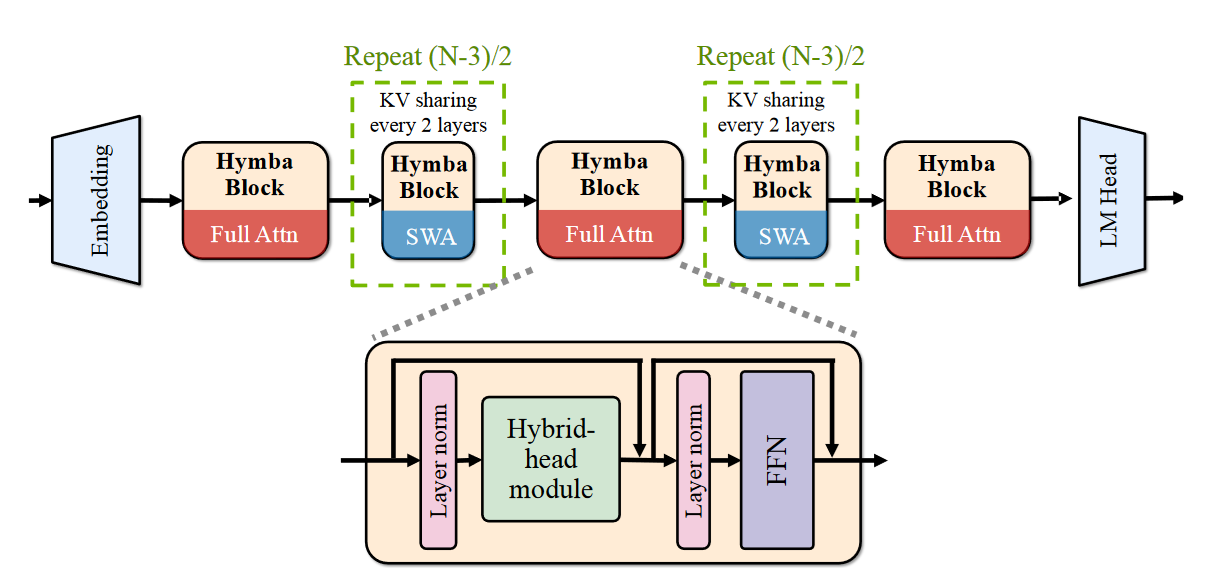 Repeat (N-3)/2
Repeat (N-3)/2
KV sharing
every 2 layers
KV sharing
every 2 layers
Embedding
Hymba
Block
Full Attn
Hymba
Block
SWA
Hymba
Block
Full Attn
Hymba
Block
SWA
Hymba
Block
Full Attn
LM Head
Layer norm
Hybrid-
head
module
Layer norm
FFN